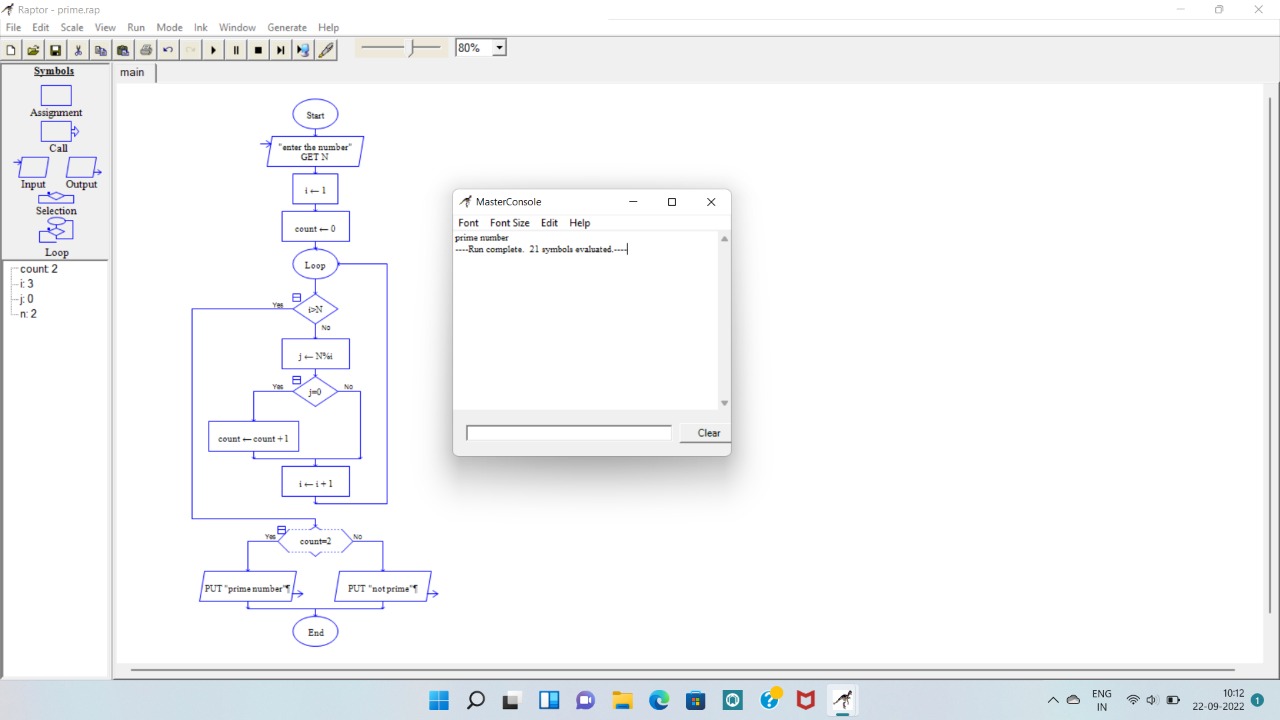 Raptor - prime.rap
File Edit Scale View Run Mode Ink Window Generate Help
80%
Symbols
Assignment
Call
Input Output
Selection
Loop
count: 2
i: 3
j: 0
n: 2
main
Start
"enter the number"
GET N
i ← 1
count ← 0
Loop
Yes
i>N
No
j ← N%i
Yes
j=0
No
count ← count + 1
i ← i + 1
Yes
count=2
No
PUT "prime number"¶
PUT "not prime"¶
End
MasterConsole
Font Font Size Edit Help
prime number
----Run complete.  21 symbols evaluated.----
Clear
ENG
IN
10:12
22-09-2022
1